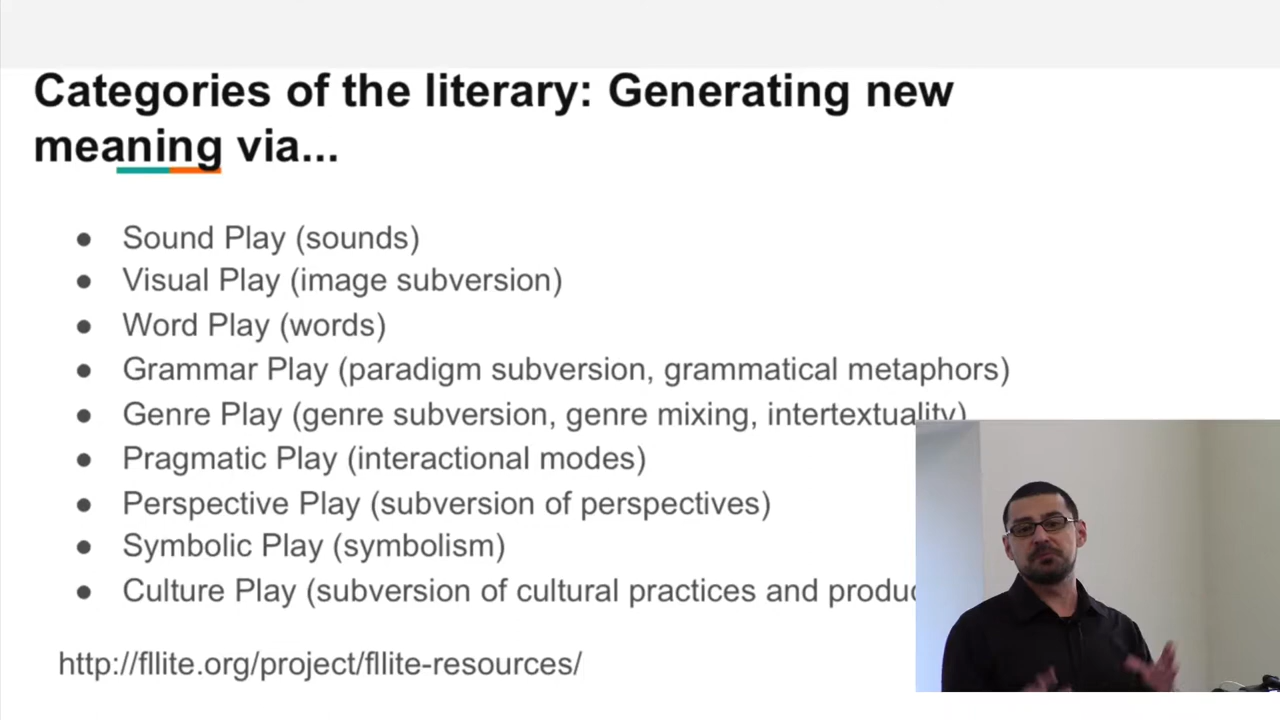 Categories of the literary: Generating new
meaning via...
● Sound Play (sounds)
● Visual Play (image subversion)
● Word Play (words)
● Grammar Play (paradigm subversion, grammatical metaphors)
● Genre Play (genre subversion, genre mixing, intertextuality)
● Pragmatic Play (interactional modes)
● Perspective Play (subversion of perspectives)
● Symbolic Play (symbolism)
● Culture Play (subversion of cultural practices and
http://fllite.org/project/fllite-resources/